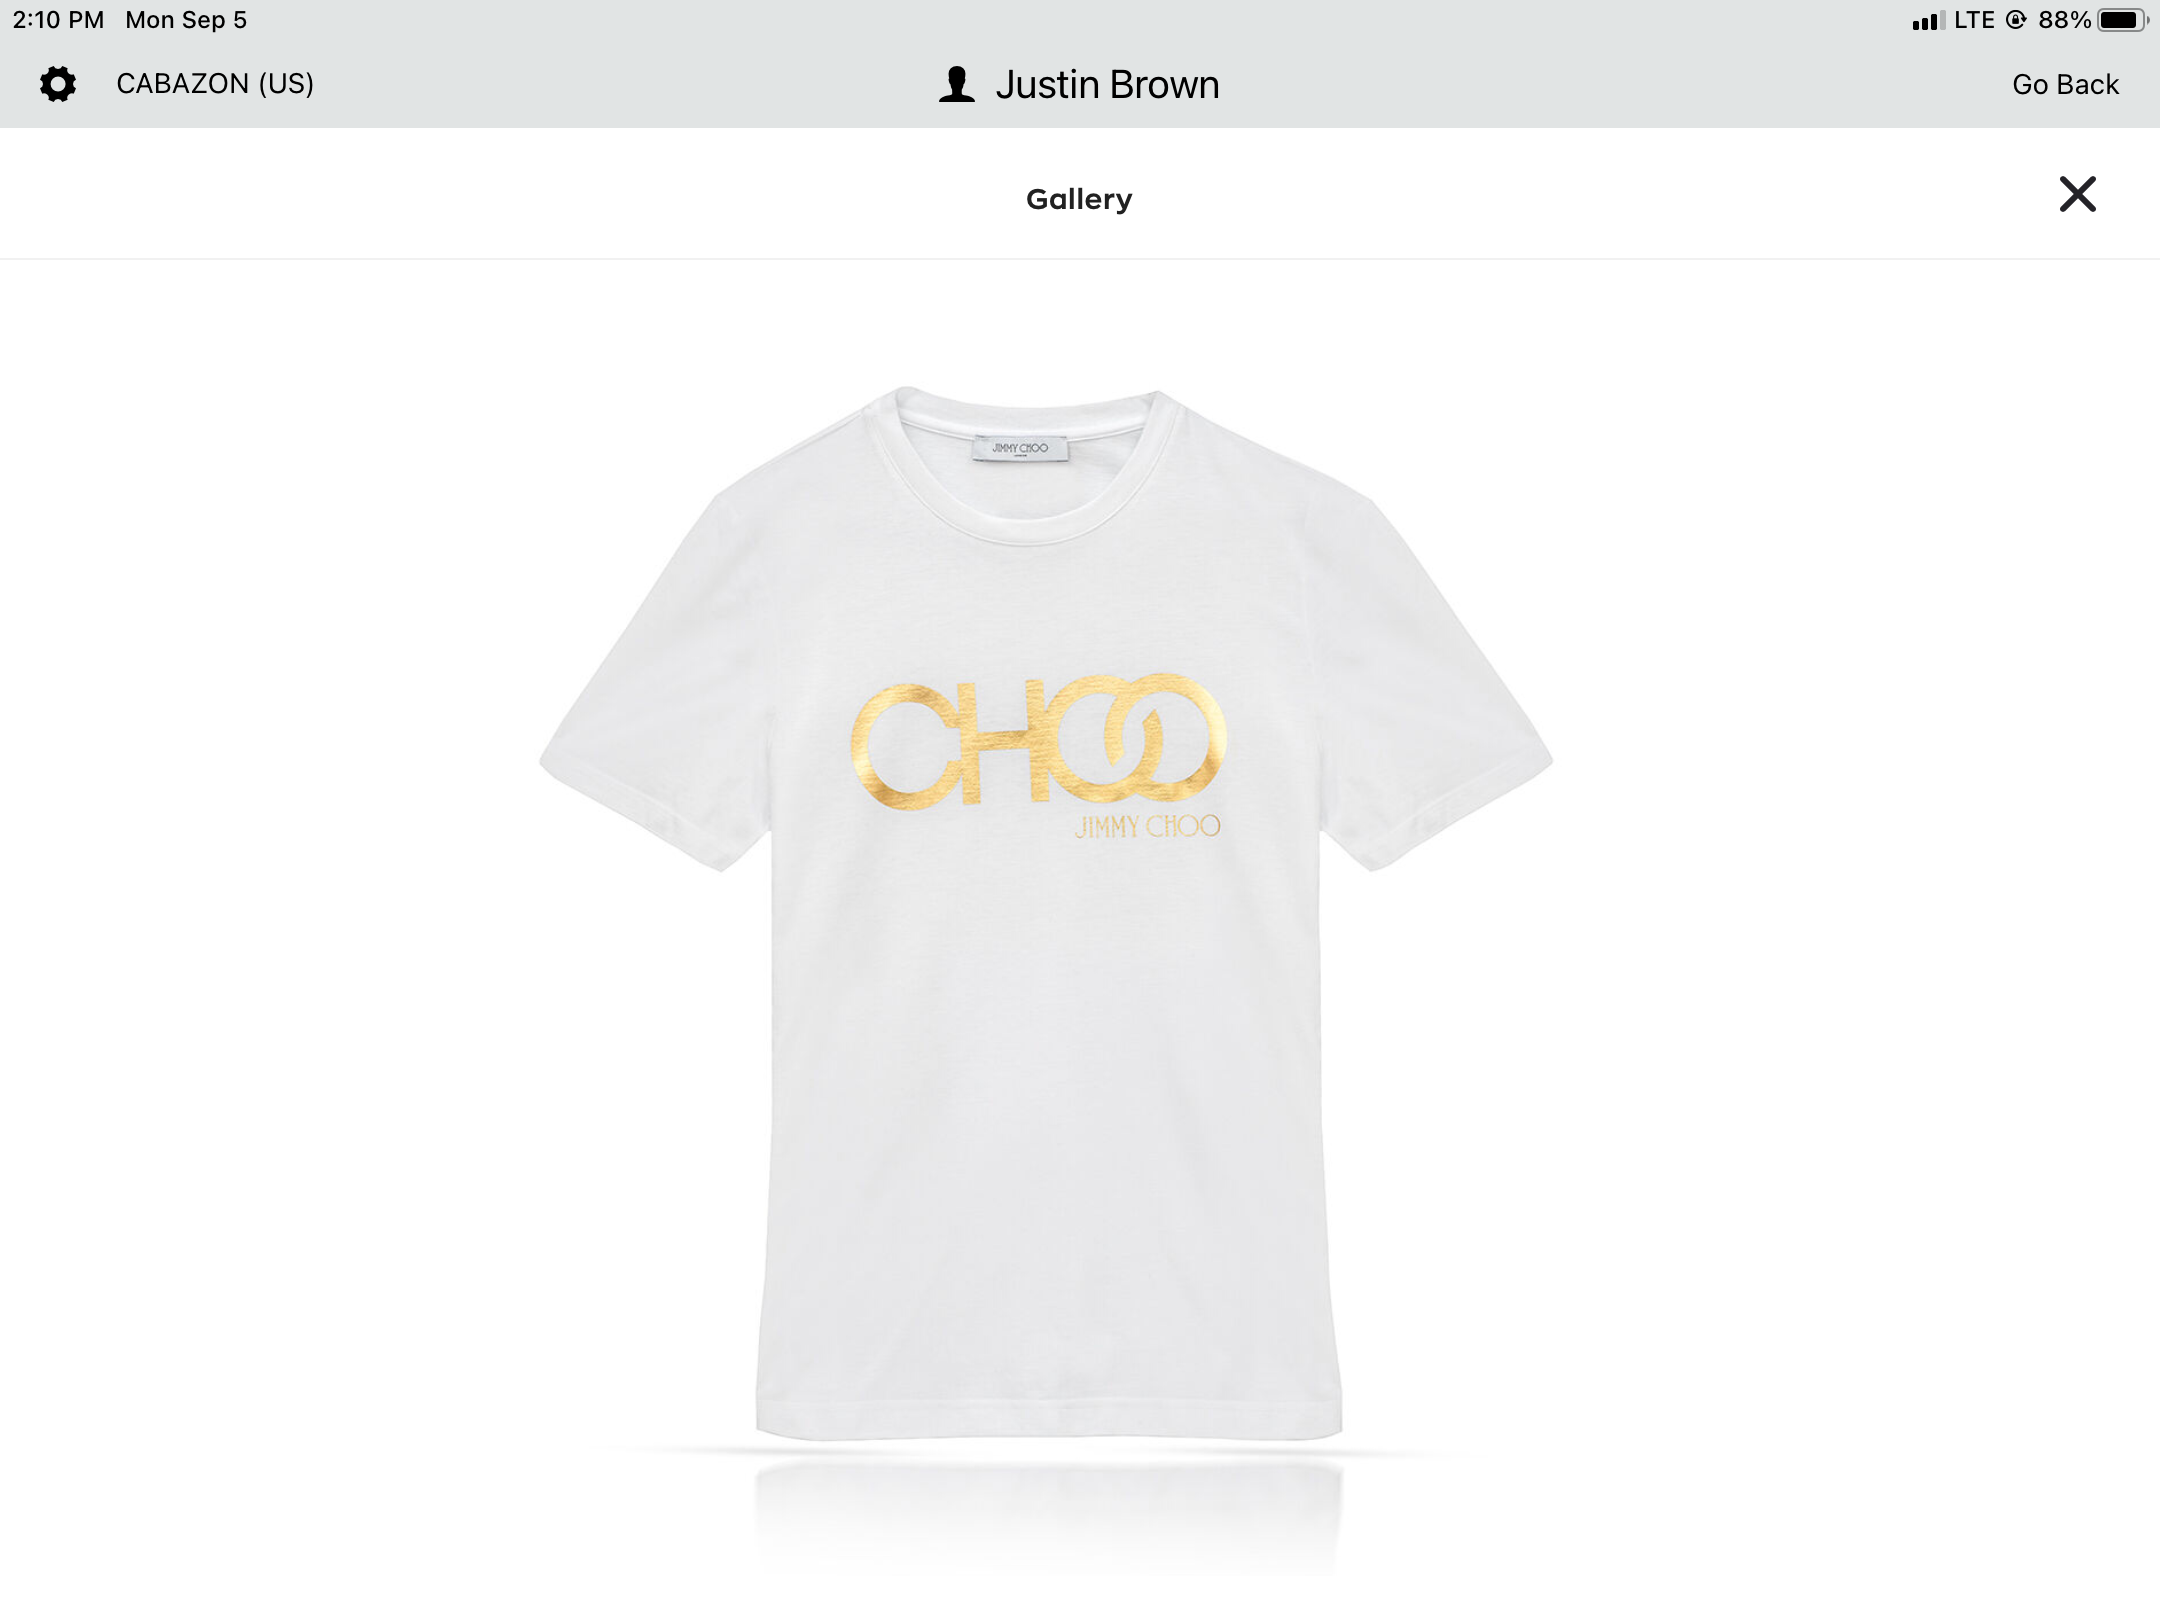 2:10 PM Mon Sep 5
LTE 88%
CABAZON (US)
Justin Brown
Go Back
Gallery
JIMMY CHOO
CHOO
JIMMY CHOO